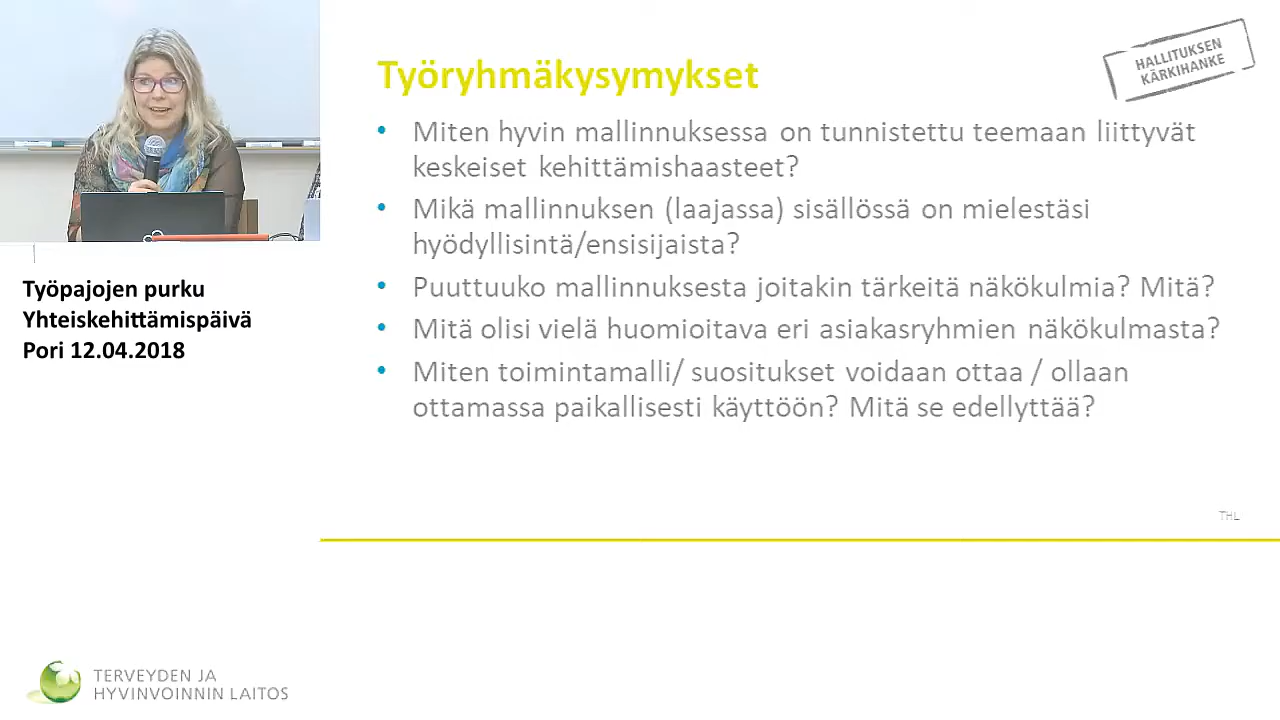 Työryhmäkysymykset
HALLITUKSEN
KÄRKIHANKE
Miten hyvin mallinnuksessa on tunnistettu teemaan liittyvät
keskeiset kehittämishaasteet?
Mikä mallinnuksen (laajassa) sisällössä on mielestäsi
hyödyllisintä/ensisijaista?
Puuttuuko mallinnuksesta joitakin tärkeitä näkökulmia? Mitä?
Mitä olisi vielä huomioitava eri asiakasryhmien näkökulmasta?
Miten toimintamalli/ suositukset voidaan ottaa / ollaan
ottamassa paikallisesti käyttöön? Mitä se edellyttää?
THL
Työpajojen purku
Yhteiskehittämispäivä
Pori 12.04.2018
TERVEYDEN JA
HYVINVOINNIN LAITOS